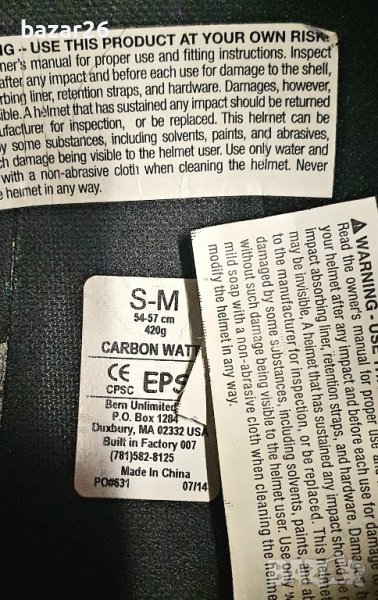 bazar26
NG - USE THIS PRODUCT AT YOUR OWN RISK.
ner's manual for proper use and fitting instructions. Inspect
after any impact and before each use for damage to the shell,
rbing liner, retention straps, and hardware. Damages, however,
ible. A helmet that has sustained any impact should be returned
ufacturer for inspection, or be replaced. This helmet can be
y some substances, including solvents, paints, and abrasives,
ch damage being visible to the helmet user. Use only water and
with a non-abrasive cloth when cleaning the helmet. Never
e helmet in any way.
S-M
54-57 cm
420g
CARBON WATT
CE EPS
CPSC
Bern Unlimited
P.O. Box 1284
Duxbury, MA 02332 USA
Built in Factory 007
(781)582-8125
Made In China
PO#631 07/14
WARNING - USE
Read the owner's manual for proper use and
your helmet after any impact and before each use for damage to
impact absorbing liner, retention straps, and hardware. Dama
may be invisible. A helmet that has sustained any impact should be
to the manufacturer for inspection, or be replaced. This helme
damaged by some substances, including solvents, paints, and
without such damage being visible to the helmet user. Use only w
mild soap with a non-abrasive cloth when cleaning the helme
modify the helmet in any way.